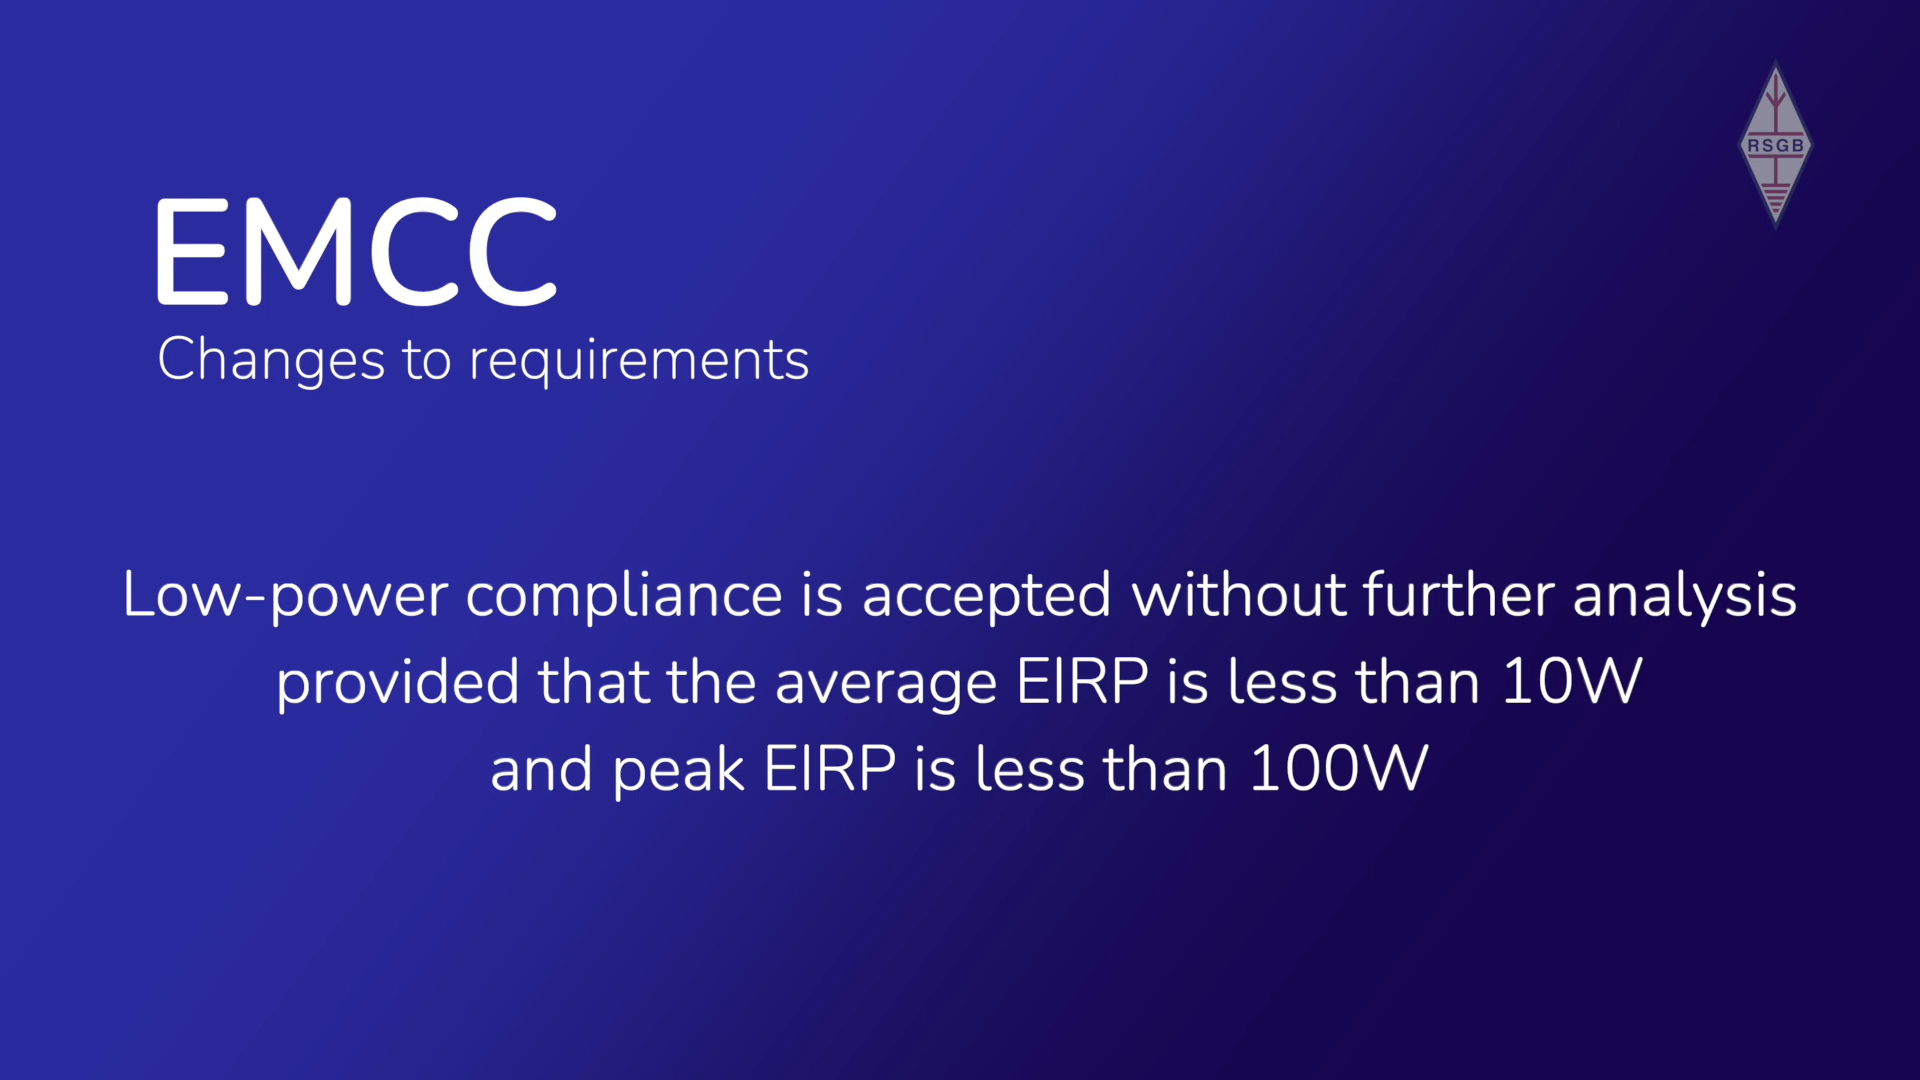 RSGB
EMCC
Changes to requirements
Low-power compliance is accepted without further analysis
provided that the average EIRP is less than 10W
and peak EIRP is less than 100W